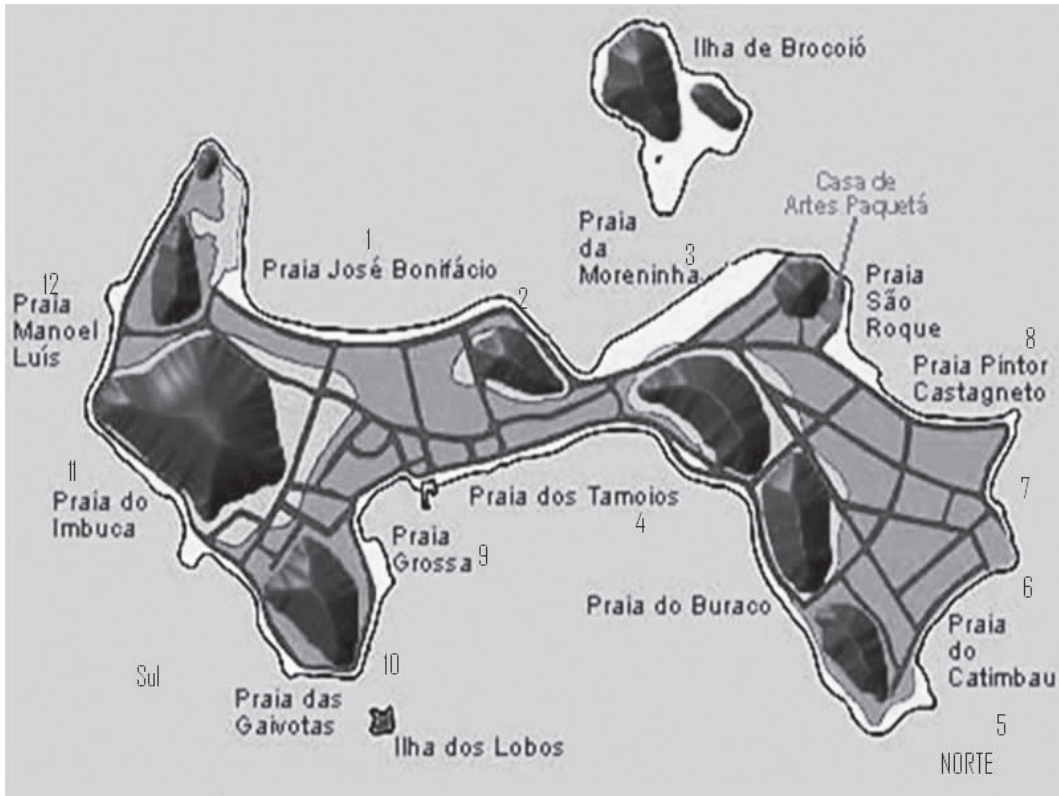 Ilha de Brocoió
Casa de
Artes Paquetá
Praia
da
Moreninha
3
1
Praia José Bonifácio
2
12
Praia
Manoel
Luís
Praia
São
Roque
8
Praia Pintor
Castagneto
11
Praia do
Imbuca
Praia dos Tamoios
4
7
Praia
Grossa
9
Praia do Buraco
6
Praia
do
Catimbau
Sul
10
Praia das
Gaivotas
Ilha dos Lobos
5
NORTE